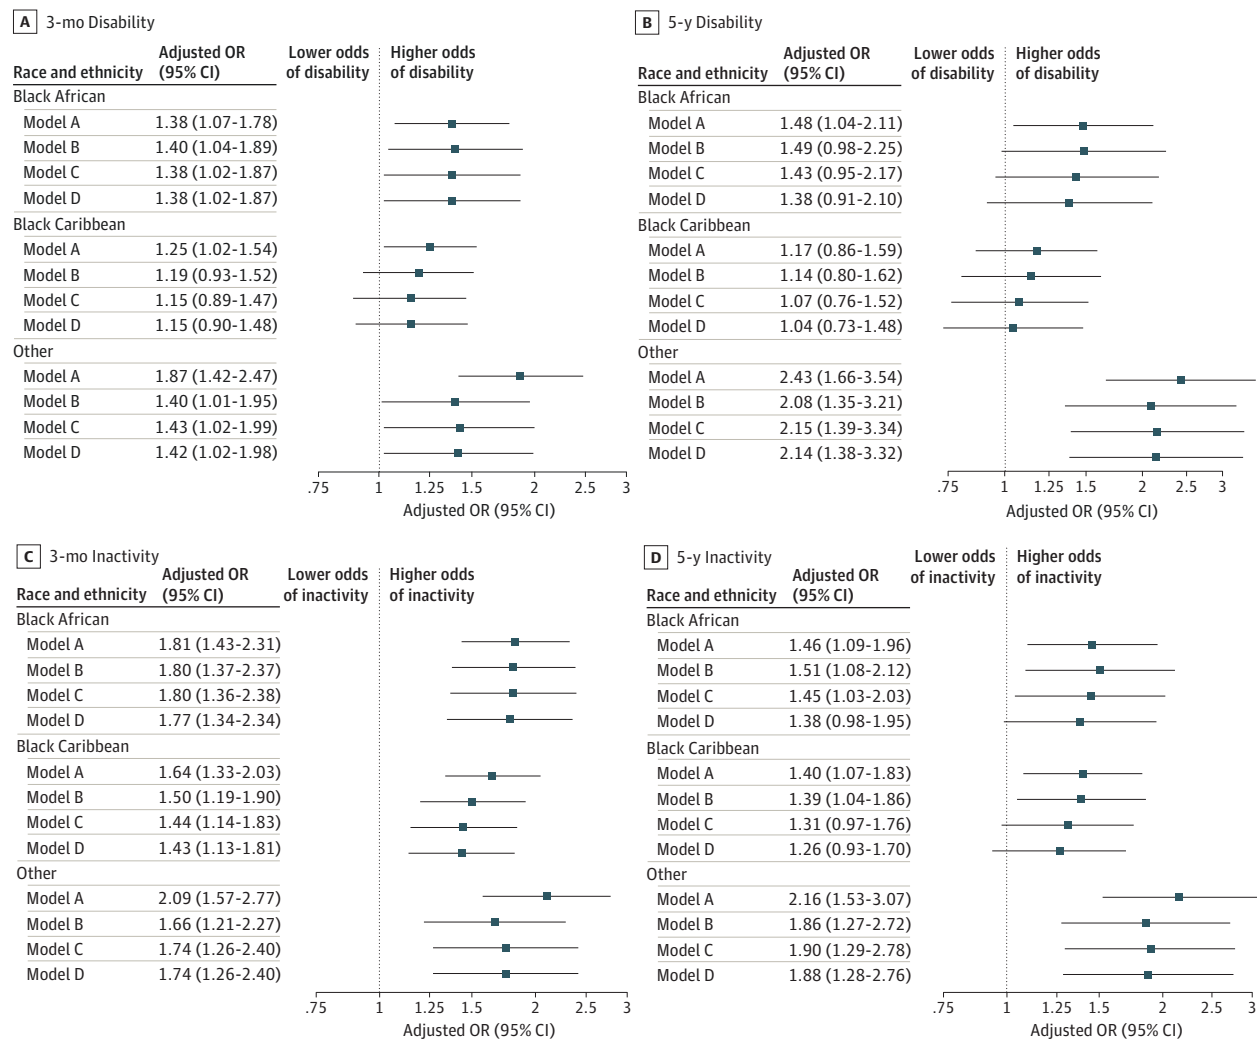 A 3-mo Disability
Race and ethnicity Adjusted OR (95% CI) Lower odds of disability Higher odds of disability
Black African
Model A 1.38 (1.07-1.78)
Model B 1.40 (1.04-1.89)
Model C 1.38 (1.02-1.87)
Model D 1.38 (1.02-1.87)
Black Caribbean
Model A 1.25 (1.02-1.54)
Model B 1.19 (0.93-1.52)
Model C 1.15 (0.89-1.47)
Model D 1.15 (0.90-1.48)
Other
Model A 1.87 (1.42-2.47)
Model B 1.40 (1.01-1.95)
Model C 1.43 (1.02-1.99)
Model D 1.42 (1.02-1.98)
.75 1 1.25 1.5 2 2.5 3
Adjusted OR (95% CI)
B 5-y Disability
Race and ethnicity Adjusted OR (95% CI) Lower odds of disability Higher odds of disability
Black African
Model A 1.48 (1.04-2.11)
Model B 1.49 (0.98-2.25)
Model C 1.43 (0.95-2.17)
Model D 1.38 (0.91-2.10)
Black Caribbean
Model A 1.17 (0.86-1.59)
Model B 1.14 (0.80-1.62)
Model C 1.07 (0.76-1.52)
Model D 1.04 (0.73-1.48)
Other
Model A 2.43 (1.66-3.54)
Model B 2.08 (1.35-3.21)
Model C 2.15 (1.39-3.34)
Model D 2.14 (1.38-3.32)
.75 1 1.25 1.5 2 2.5 3
Adjusted OR (95% CI)
C 3-mo Inactivity
Race and ethnicity Adjusted OR (95% CI) Lower odds of inactivity Higher odds of inactivity
Black African
Model A 1.81 (1.43-2.31)
Model B 1.80 (1.37-2.37)
Model C 1.80 (1.36-2.38)
Model D 1.77 (1.34-2.34)
Black Caribbean
Model A 1.64 (1.33-2.03)
Model B 1.50 (1.19-1.90)
Model C 1.44 (1.14-1.83)
Model D 1.43 (1.13-1.81)
Other
Model A 2.09 (1.57-2.77)
Model B 1.66 (1.21-2.27)
Model C 1.74 (1.26-2.40)
Model D 1.74 (1.26-2.40)
.75 1 1.25 1.5 2 2.5 3
Adjusted OR (95% CI)
D 5-y Inactivity
Race and ethnicity Adjusted OR (95% CI) Lower odds of inactivity Higher odds of inactivity
Black African
Model A 1.46 (1.09-1.96)
Model B 1.51 (1.08-2.12)
Model C 1.45 (1.03-2.03)
Model D 1.38 (0.98-1.95)
Black Caribbean
Model A 1.40 (1.07-1.83)
Model B 1.39 (1.04-1.86)
Model C 1.31 (0.97-1.76)
Model D 1.26 (0.93-1.70)
Other
Model A 2.16 (1.53-3.07)
Model B 1.86 (1.27-2.72)
Model C 1.90 (1.29-2.78)
Model D 1.88 (1.28-2.76)
.75 1 1.25 1.5 2 2.5 3
Adjusted OR (95% CI)